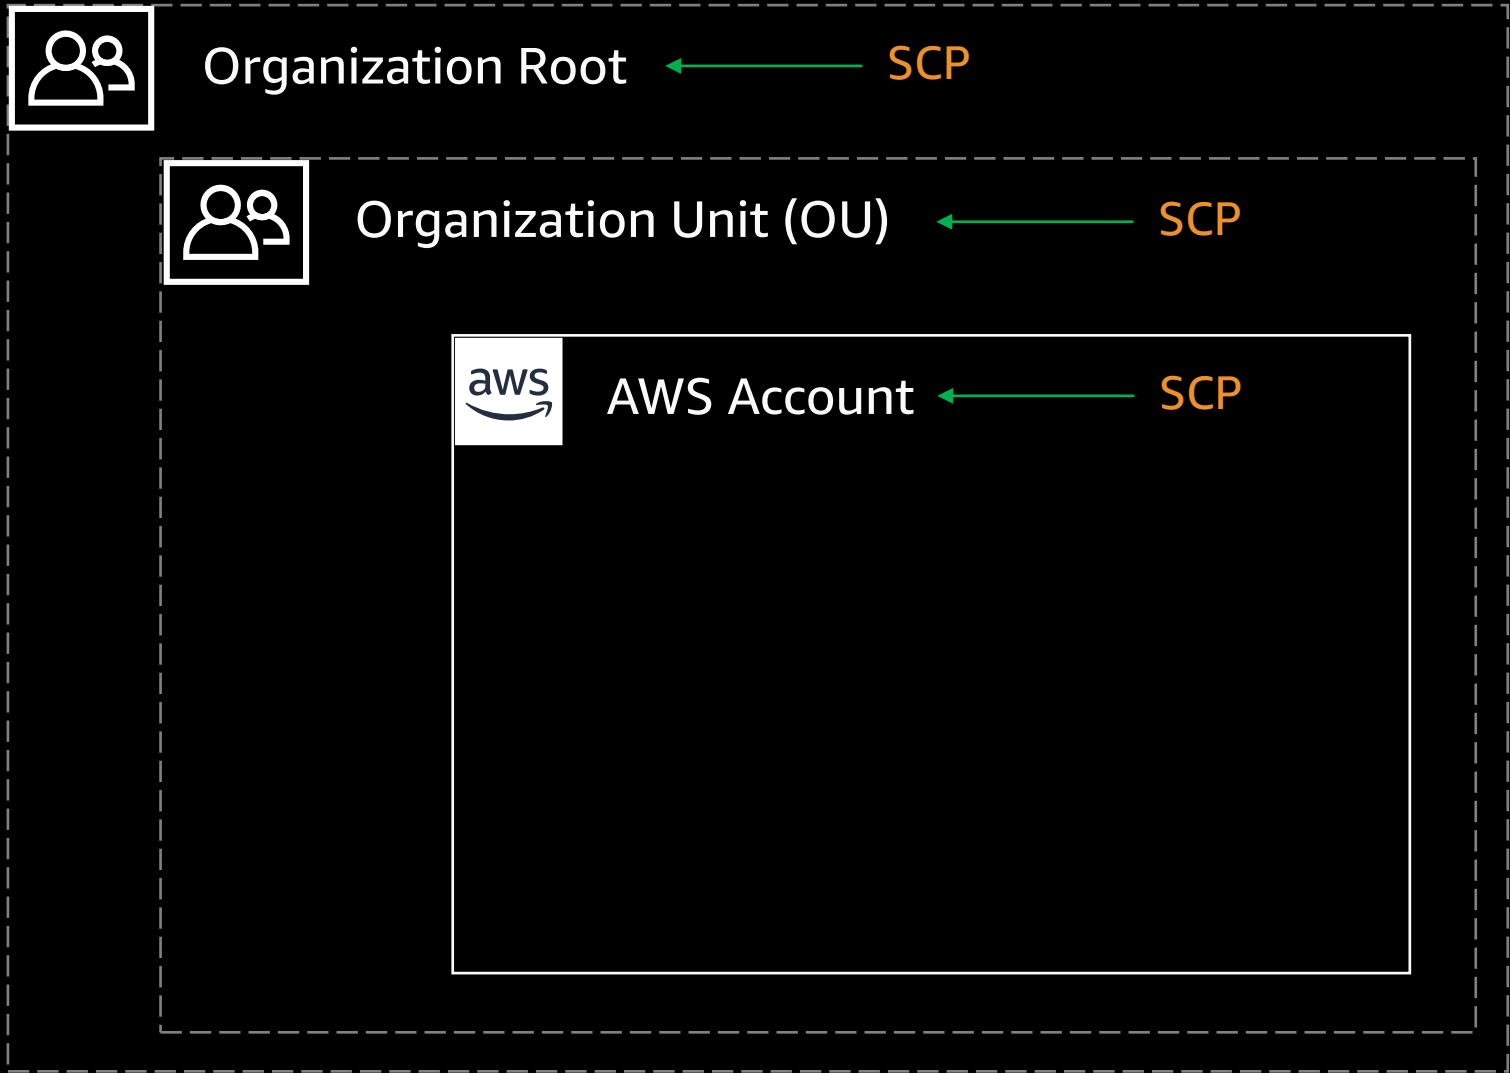 Organization Root
SCP
Organization Unit (OU)
SCP
aws
AWS Account
SCP